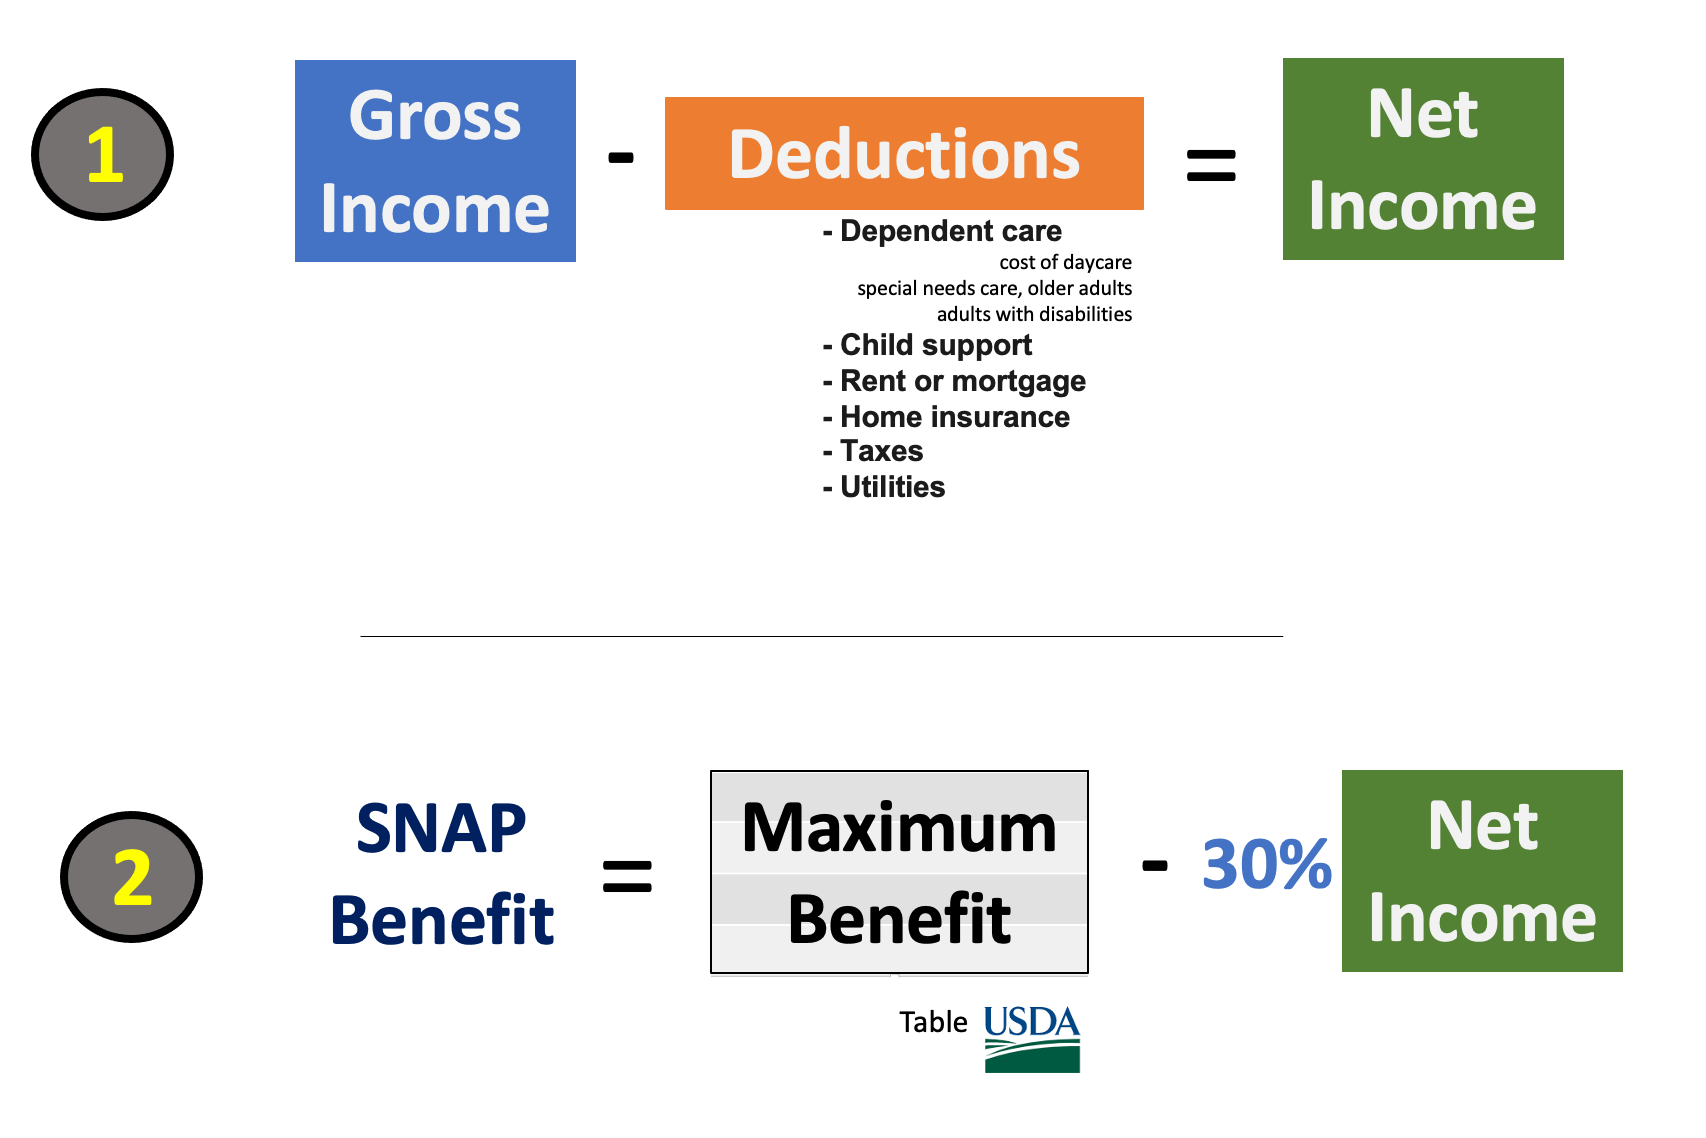 1
Gross
Income
-
Deductions
=
Net
Income
- Dependent care
cost of daycare
special needs care, older adults
adults with disabilities
- Child support
- Rent or mortgage
- Home insurance
- Taxes
- Utilities
2
SNAP
Benefit
=
Maximum
Benefit
- 30%
Net
Income
Table USDA